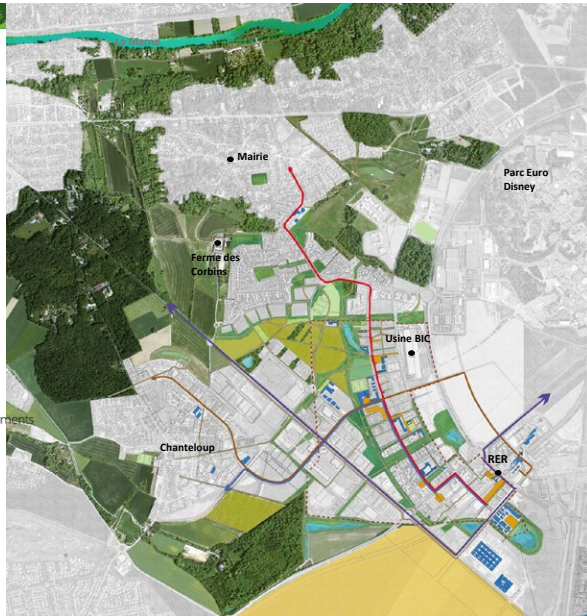 Mairie
Parc Euro
Disney
Ferme des
Corbins
Usine BIC
ments
Chanteloup
RER